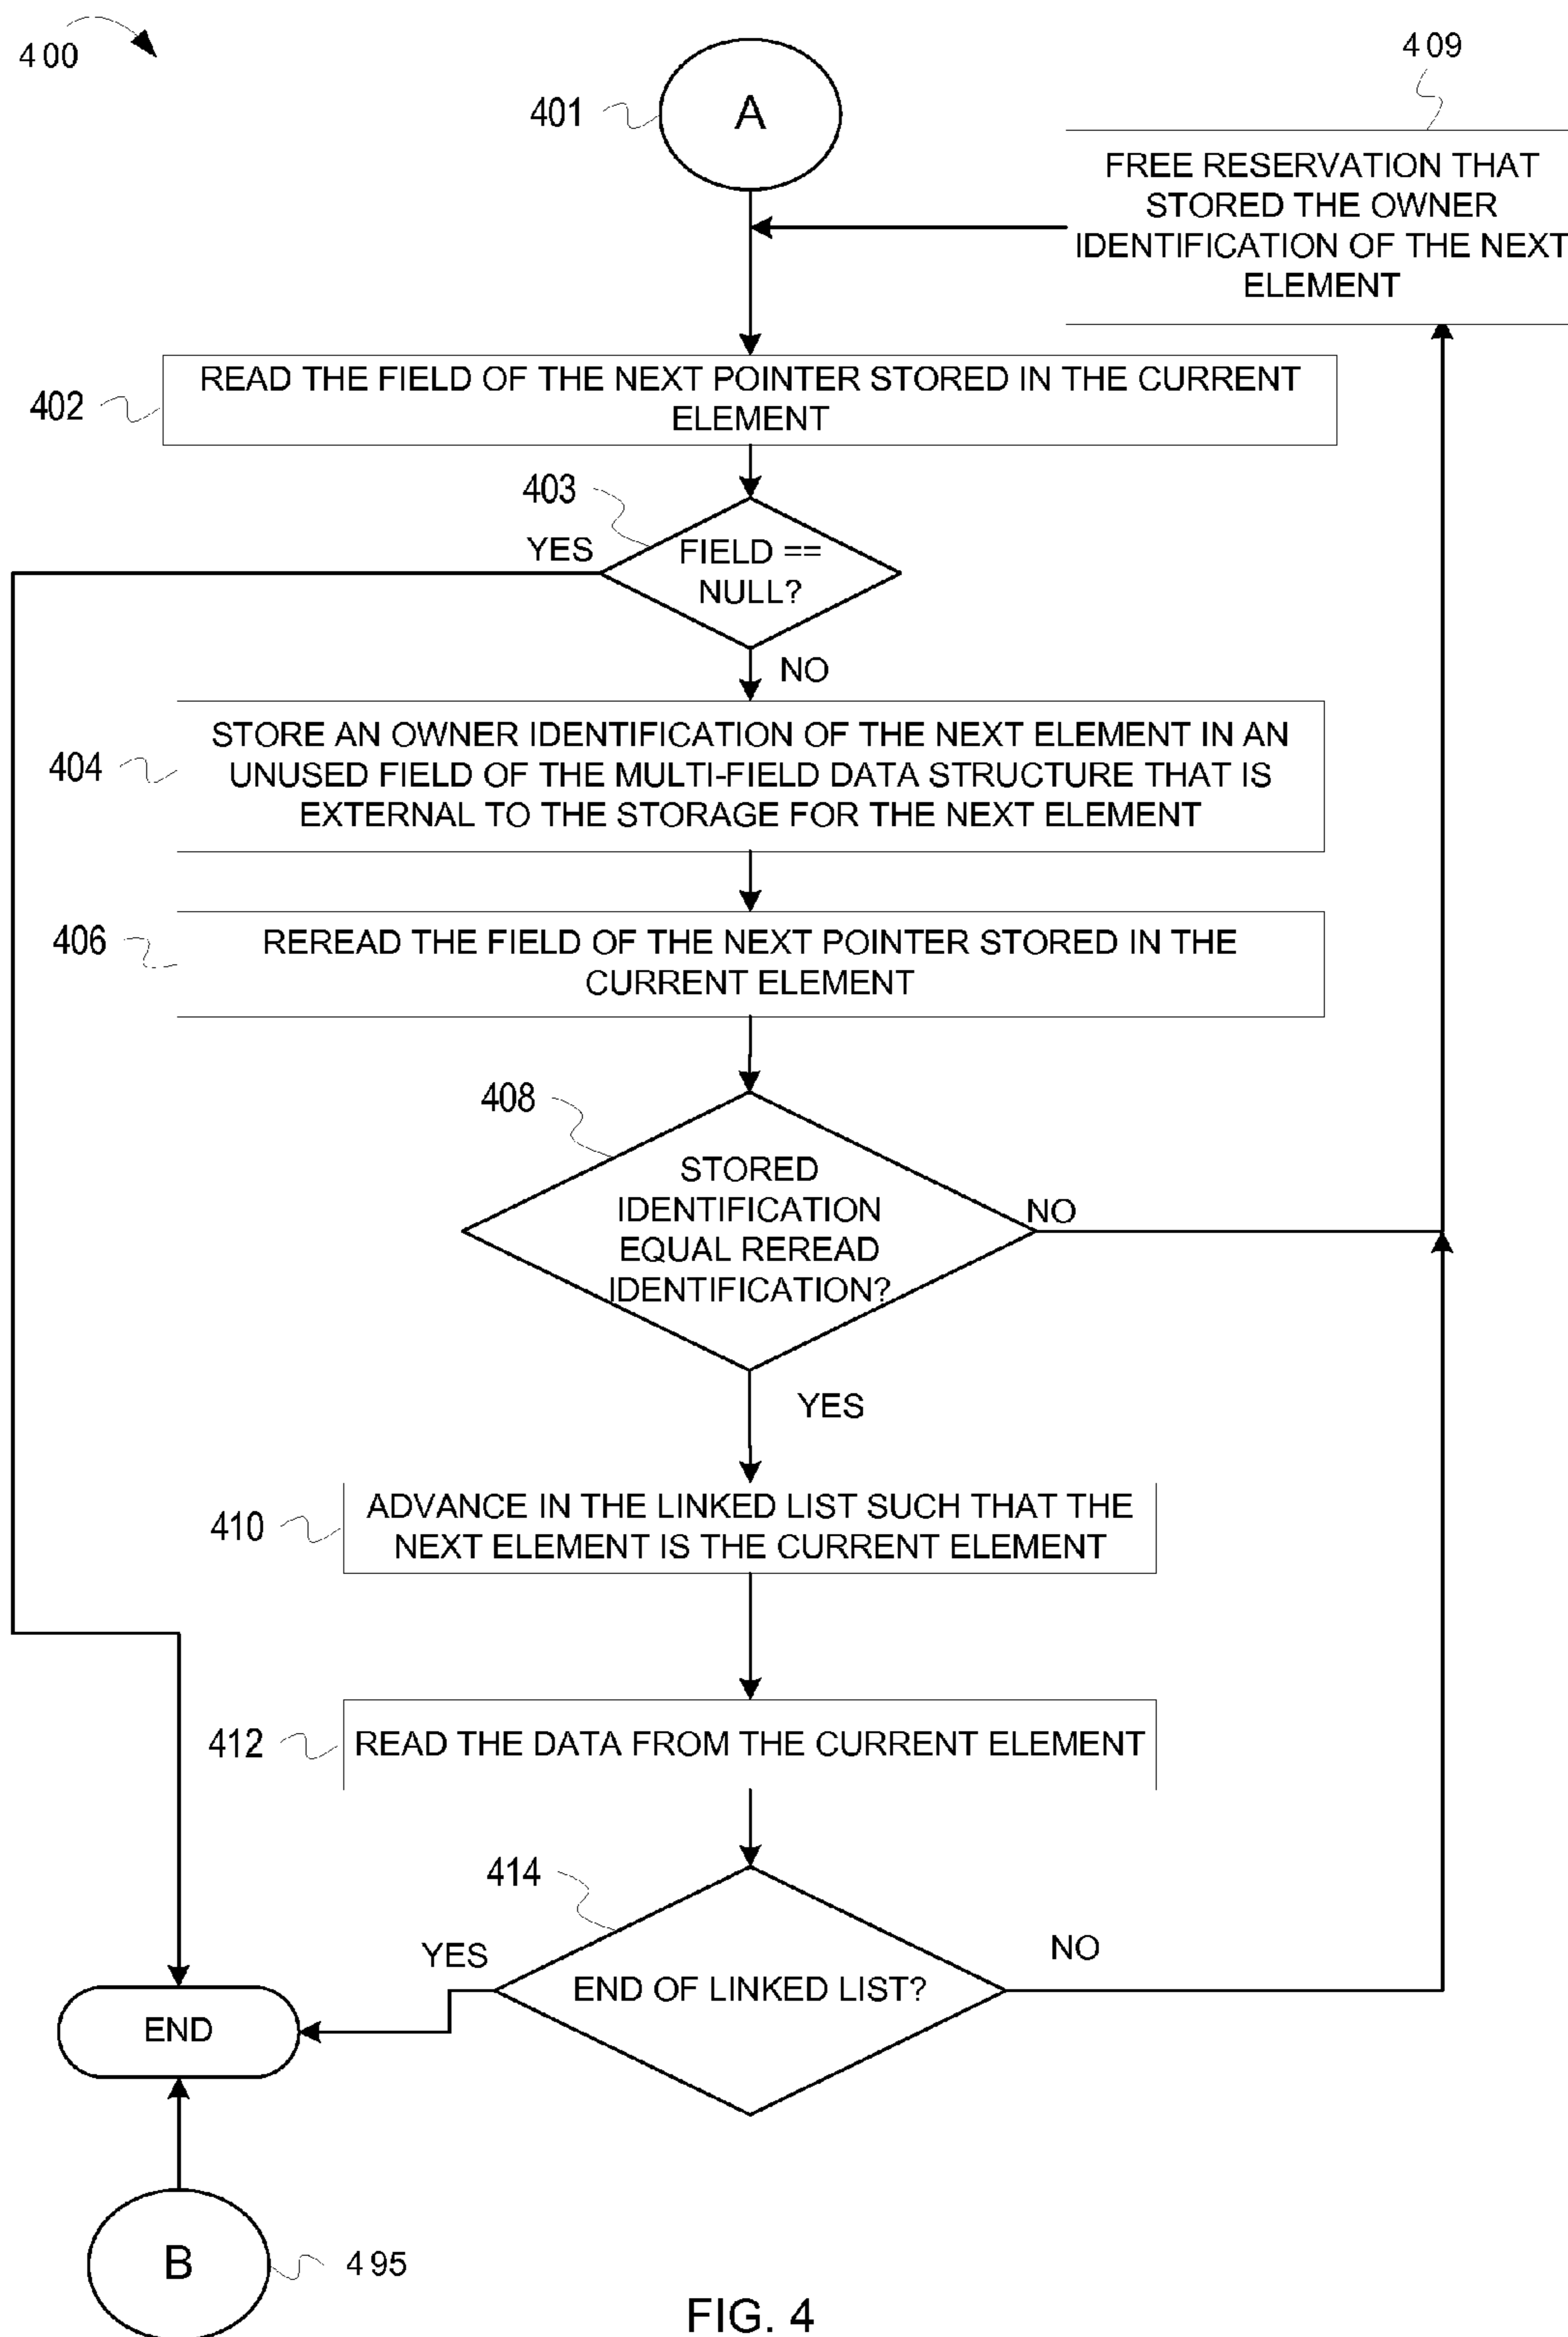 400
409
401
A
FREE RESERVATION THAT
STORED THE OWNER
IDENTIFICATION OF THE NEXT
ELEMENT
402
READ THE FIELD OF THE NEXT POINTER STORED IN THE CURRENT
ELEMENT
403
YES
FIELD ==
NULL?
NO
404
STORE AN OWNER IDENTIFICATION OF THE NEXT ELEMENT IN AN
UNUSED FIELD OF THE MULTI-FIELD DATA STRUCTURE THAT IS
EXTERNAL TO THE STORAGE FOR THE NEXT ELEMENT
406
REREAD THE FIELD OF THE NEXT POINTER STORED IN THE
CURRENT ELEMENT
408
STORED
IDENTIFICATION
EQUAL REREAD
IDENTIFICATION?
NO
YES
410
ADVANCE IN THE LINKED LIST SUCH THAT THE
NEXT ELEMENT IS THE CURRENT ELEMENT
412
READ THE DATA FROM THE CURRENT ELEMENT
414
YES
NO
END OF LINKED LIST?
END
B
495
FIG. 4